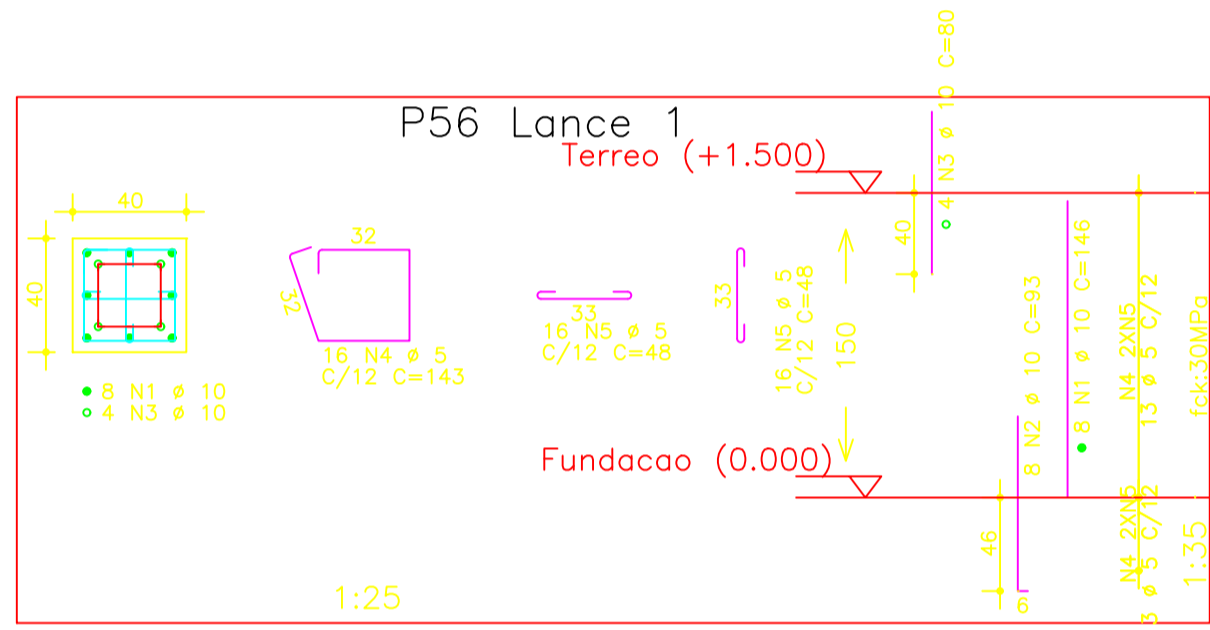 P56 Lance 1
Terreo (+1.500)
40
40
8 N1 ø 10
4 N3 ø 10
32
32
16 N4 ø 5
C/12 C=143
33
16 N5 ø 5
C/12 C=48
33
16 N5 ø 5
C/12 C=48
150
Fundacao (0.000)
40
4 N3 ø 10 C=80
46
6
8 N2 ø 10 C=93
8 N1 ø 10 C=146
N4 2XN5
13 ø 5 C/12
N4 2XN5
3 ø 5 C/12
fck:30MPa
1:35
1:25